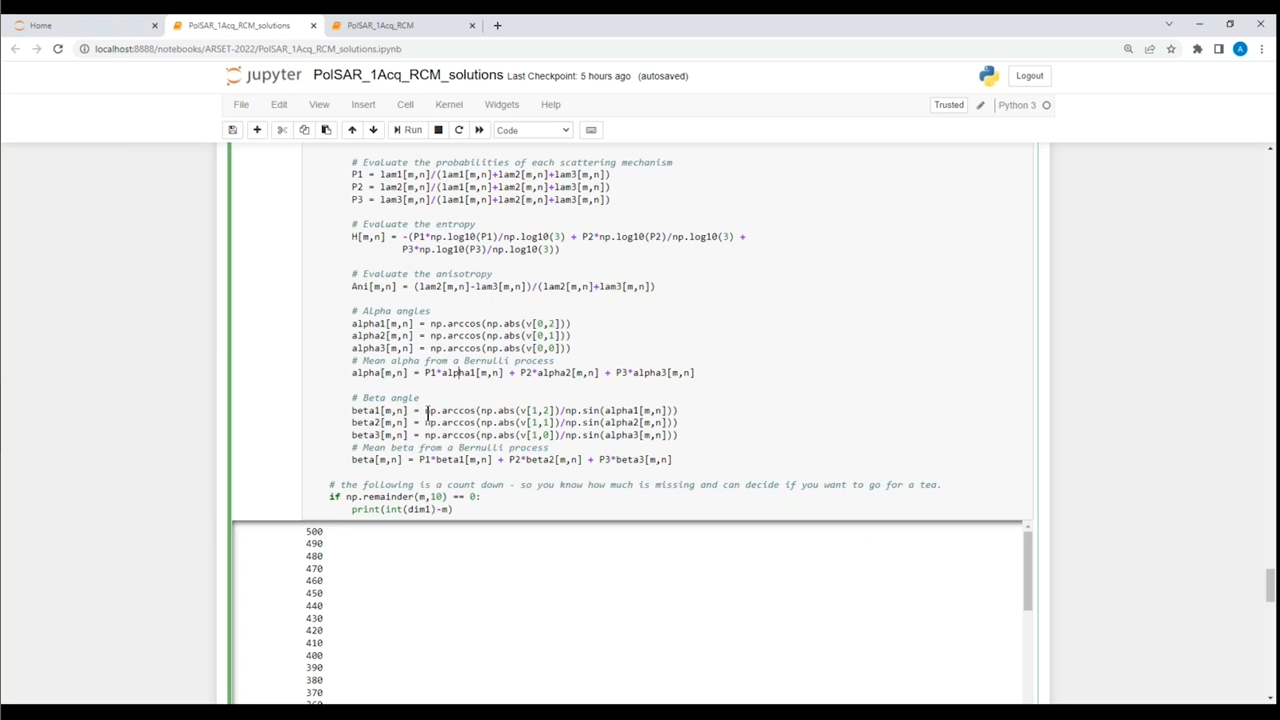 Home
PolSAR_1Acq_RCM_solutions
PolSAR_1Acq_RCM
localhost:8888/notebooks/ARSET-2022/PolSAR_1Acq_RCM_solutions.ipynb
A
jupyter PolSAR_1Acq_RCM_solutions Last Checkpoint: 5 hours ago (autosaved)
Logout
File Edit View Insert Cell Kernel Widgets Help
Trusted
Python 3
Run
Code
# Evaluate the probabilities of each scattering mechanism
P1 = lam1[m,n]/(lam1[m,n]+lam2[m,n]+lam3[m,n])
P2 = lam2[m,n]/(lam1[m,n]+lam2[m,n]+lam3[m,n])
P3 = lam3[m,n]/(lam1[m,n]+lam2[m,n]+lam3[m,n])
# Evaluate the entropy
H[m,n] = -(P1*np.log10(P1)/np.log10(3) + P2*np.log10(P2)/np.log10(3) +
P3*np.log10(P3)/np.log10(3))
# Evaluate the anisotropy
Ani[m,n] = (lam2[m,n]-lam3[m,n])/(lam2[m,n]+lam3[m,n])
# Alpha angles
alpha1[m,n] = np.arccos(np.abs(v[0,2]))
alpha2[m,n] = np.arccos(np.abs(v[0,1]))
alpha3[m,n] = np.arccos(np.abs(v[0,0]))
# Mean alpha from a Bernulli process
alpha[m,n] = P1*alpha1[m,n] + P2*alpha2[m,n] + P3*alpha3[m,n]
# Beta angle
beta1[m,n] = np.arccos(np.abs(v[1,2])/np.sin(alpha1[m,n]))
beta2[m,n] = np.arccos(np.abs(v[1,1])/np.sin(alpha2[m,n]))
beta3[m,n] = np.arccos(np.abs(v[1,0])/np.sin(alpha3[m,n]))
# Mean beta from a Bernulli process
beta[m,n] = P1*beta1[m,n] + P2*beta2[m,n] + P3*beta3[m,n]
# the following is a count down - so you know how much is missing and can decide if you want to go for a tea.
if np.remainder(m,10) == 0:
print(int(dim1)-m)
500
490
480
470
460
450
440
430
420
410
400
390
380
370